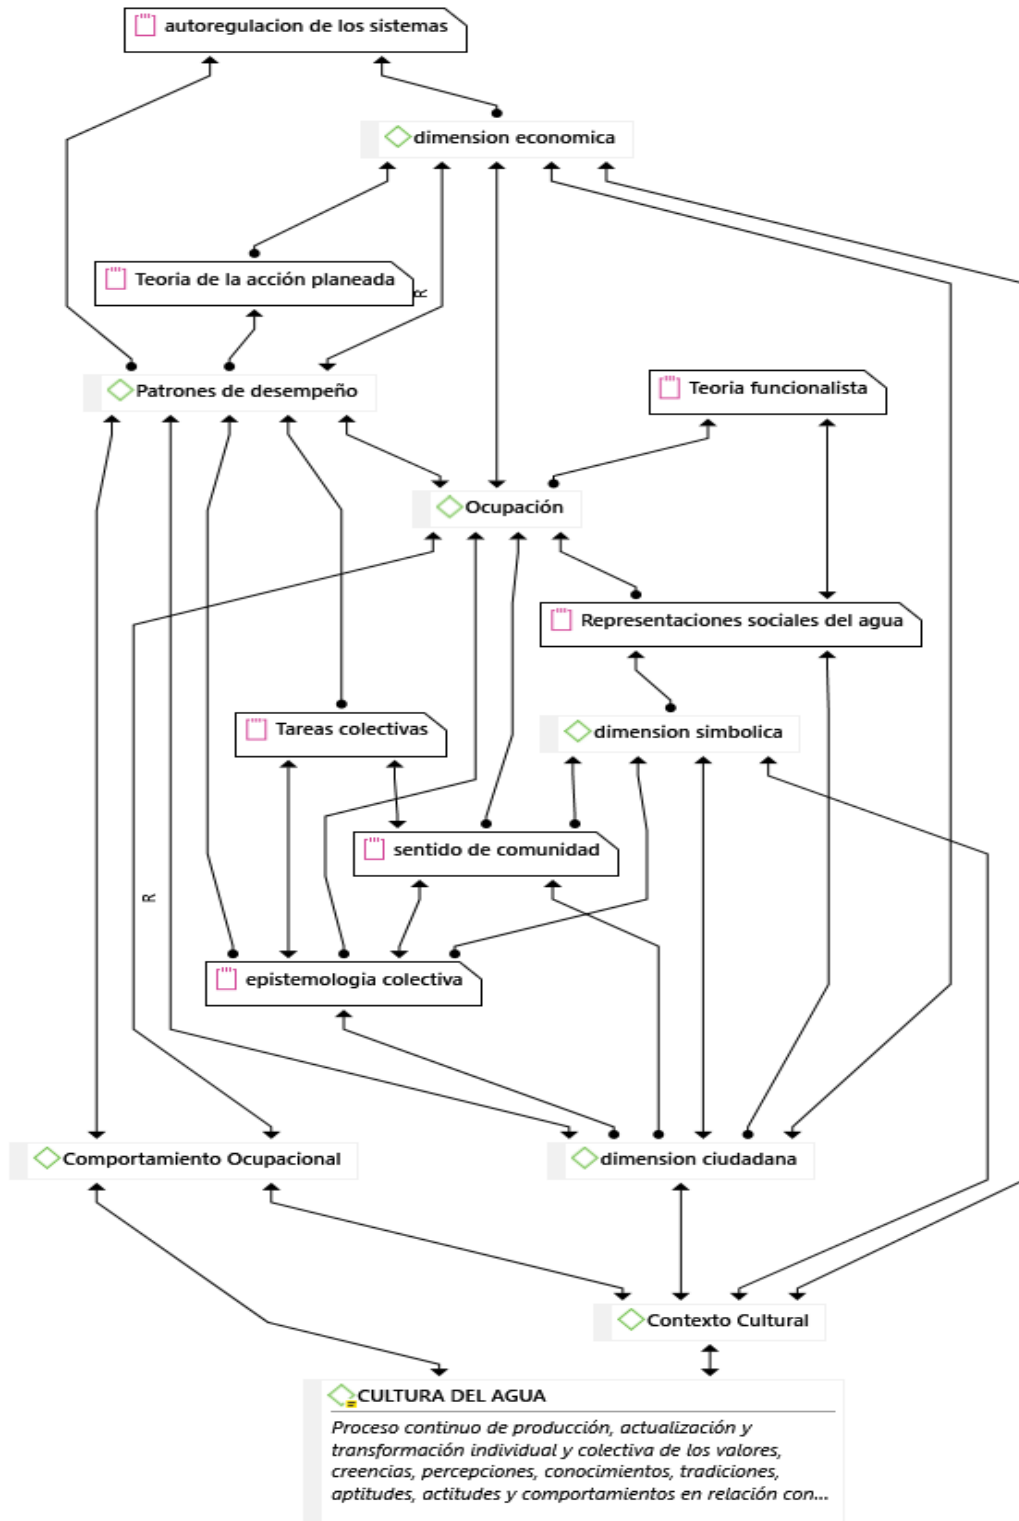 autoregulacion de los sistemas
dimension economica
Teoria de la acción planeada
R
Patrones de desempeño
Teoria funcionalista
Ocupación
Representaciones sociales del agua
Tareas colectivas
dimension simbolica
sentido de comunidad
R
epistemologia colectiva
Comportamiento Ocupacional
dimension ciudadana
Contexto Cultural
CULTURA DEL AGUA
Proceso continuo de producción, actualización y
transformación individual y colectiva de los valores,
creencias, percepciones, conocimientos, tradiciones,
aptitudes, actitudes y comportamientos en relación con...